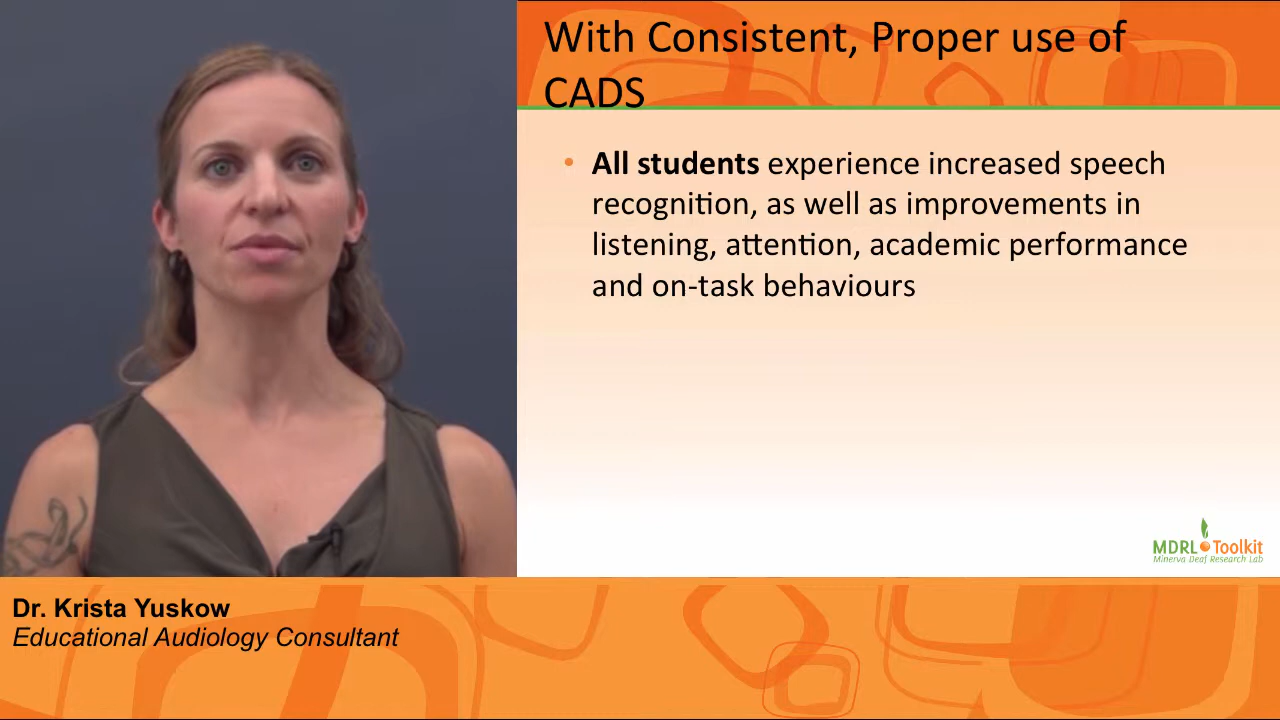 With Consistent, Proper use of
CADS
• All students experience increased speech
recognition, as well as improvements in
listening, attention, academic performance
and on-task behaviours
MDRL Toolkit
Minerva Deaf Research Lab
Dr. Krista Yuskow
Educational Audiology Consultant